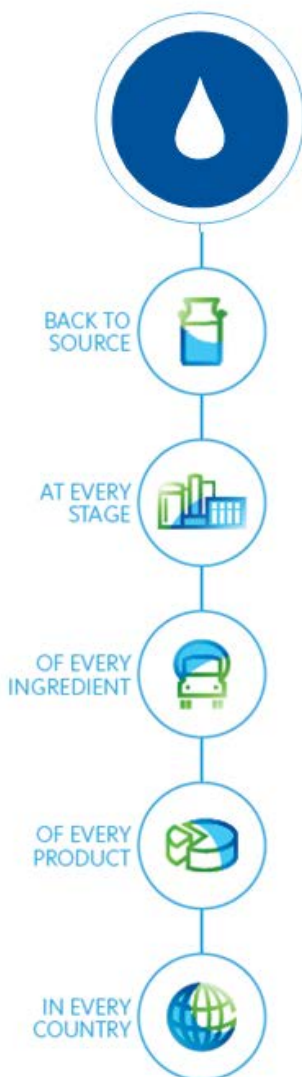 BACK TO
SOURCE
AT EVERY
STAGE
OF EVERY
INGREDIENT
OF EVERY
PRODUCT
IN EVERY
COUNTRY